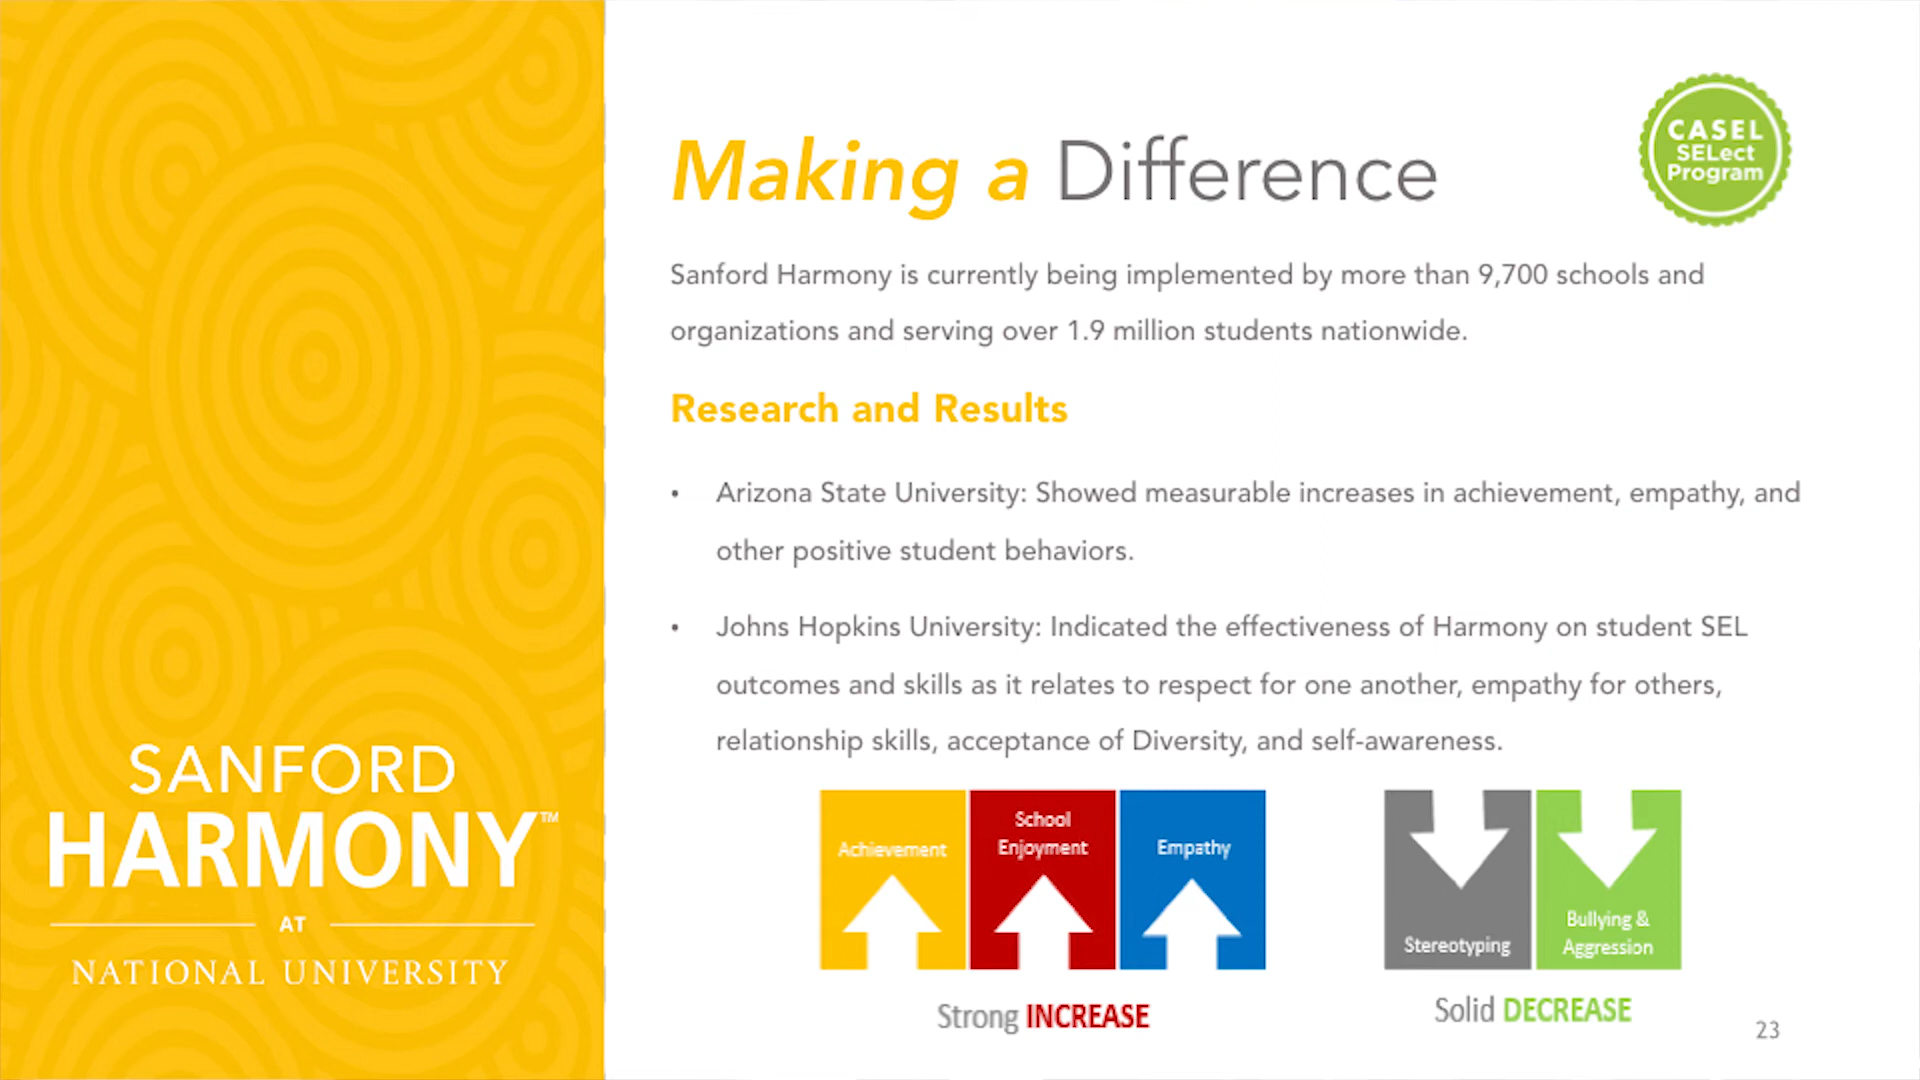 SANFORD
HARMONY™
AT
NATIONAL UNIVERSITY
Making a Difference
CASEL
SELect
Program
Sanford Harmony is currently being implemented by more than 9,700 schools and
organizations and serving over 1.9 million students nationwide.
Research and Results
• Arizona State University: Showed measurable increases in achievement, empathy, and
other positive student behaviors.
• Johns Hopkins University: Indicated the effectiveness of Harmony on student SEL
outcomes and skills as it relates to respect for one another, empathy for others,
relationship skills, acceptance of Diversity, and self-awareness.
Achievement
School
Enjoyment
Empathy
Strong INCREASE
Stereotyping
Bullying &
Aggression
Solid DECREASE
23